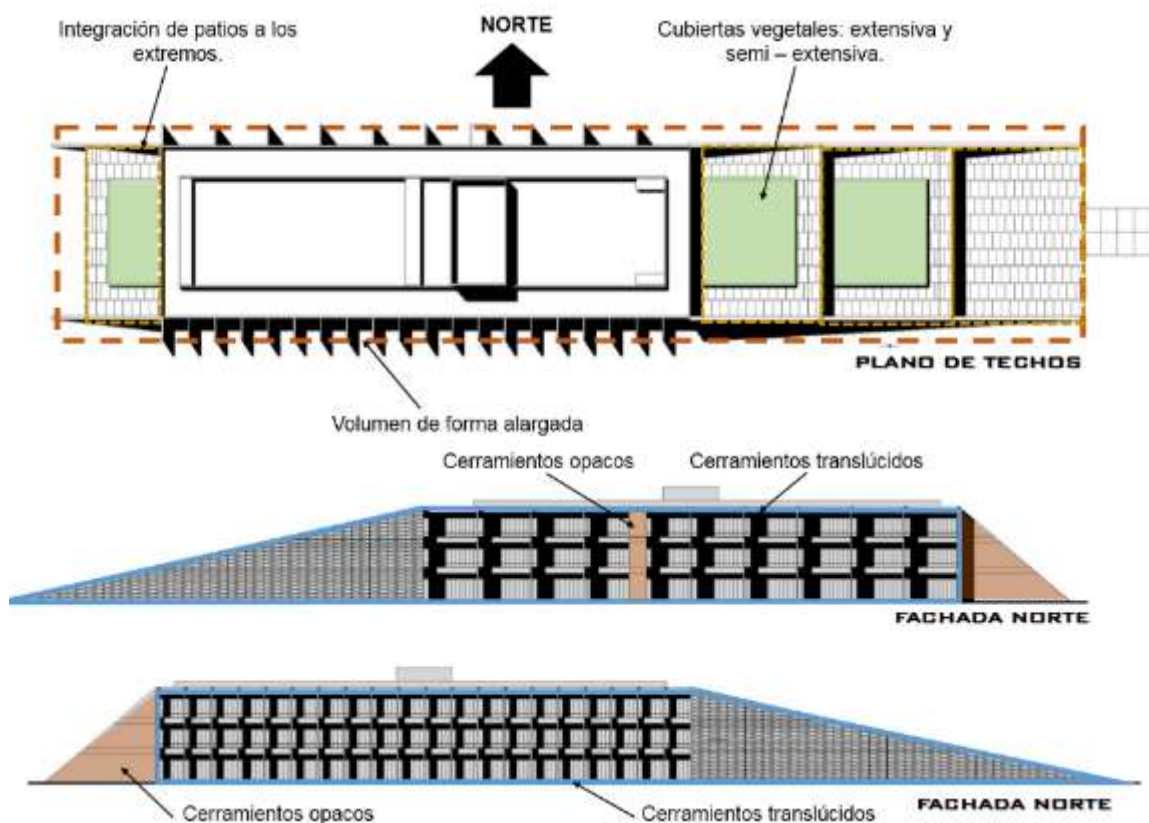 Integración de patios a los
extremos.
NORTE
Cubiertas vegetales: extensiva y
semi – extensiva.
PLANO DE TECHOS
Volumen de forma alargada
Cerramientos opacos
Cerramientos translúcidos
FACHADA NORTE
Cerramientos opacos
Cerramientos translúcidos
FACHADA NORTE